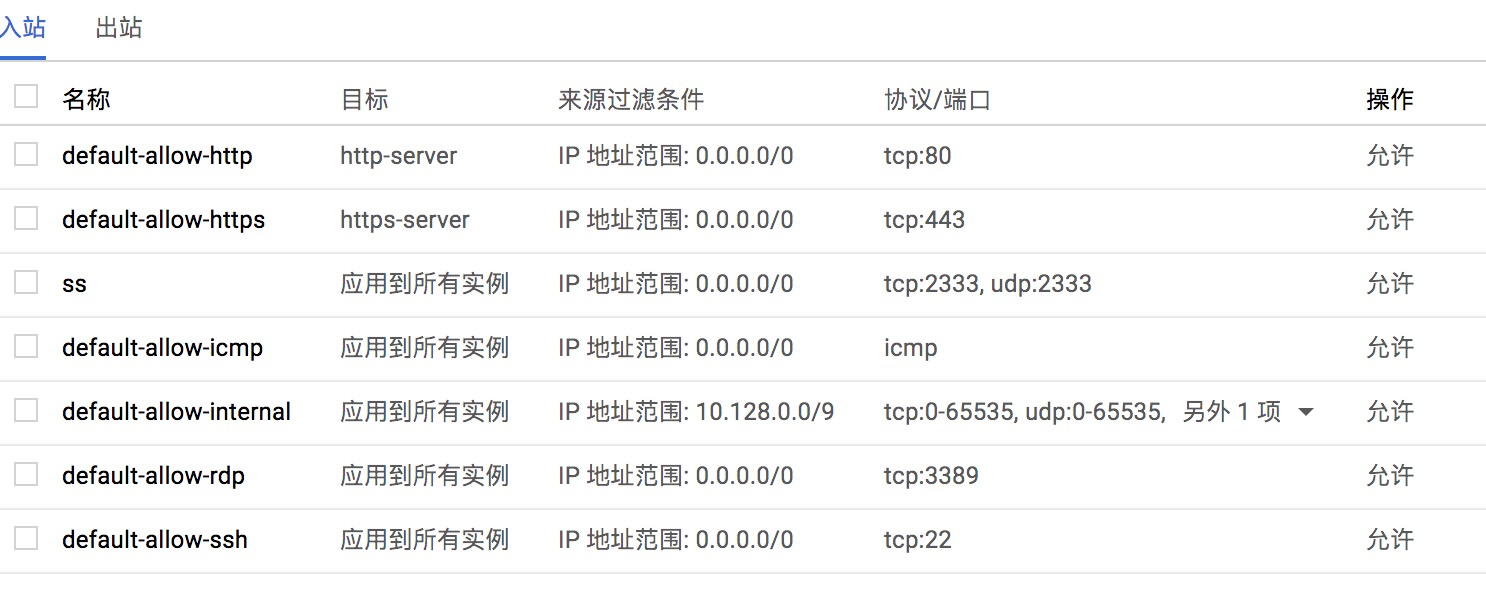 入站 出站
名称 目标 来源过滤条件 协议/端口 操作
default-allow-http http-server IP 地址范围: 0.0.0.0/0 tcp:80 允许
default-allow-https https-server IP 地址范围: 0.0.0.0/0 tcp:443 允许
ss 应用到所有实例 IP 地址范围: 0.0.0.0/0 tcp:2333, udp:2333 允许
default-allow-icmp 应用到所有实例 IP 地址范围: 0.0.0.0/0 icmp 允许
default-allow-internal 应用到所有实例 IP 地址范围: 10.128.0.0/9 tcp:0-65535, udp:0-65535, 另外 1 项 允许
default-allow-rdp 应用到所有实例 IP 地址范围: 0.0.0.0/0 tcp:3389 允许
default-allow-ssh 应用到所有实例 IP 地址范围: 0.0.0.0/0 tcp:22 允许